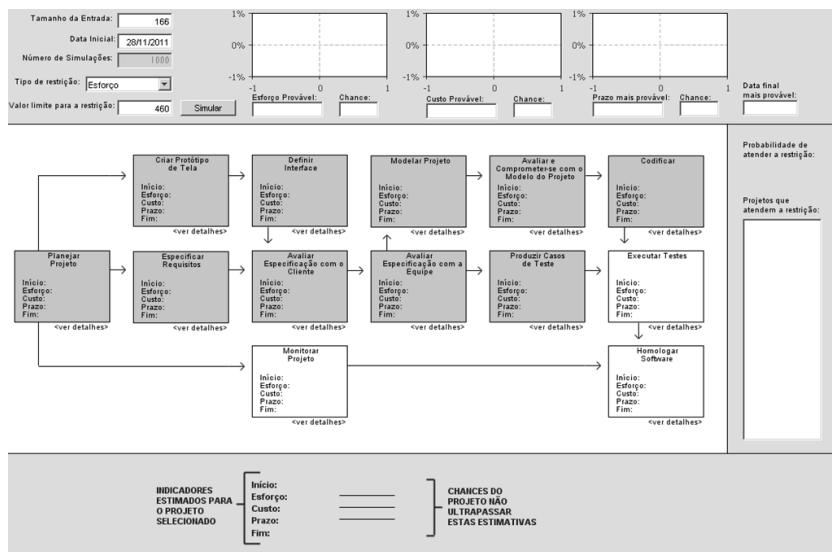 Tamanho da Entrada: 166
Data Inicial: 28/11/2011
Número de Simulações: 1000
Tipo de restrição: Esforço
Valor limite para a restrição: 460
Simular
1%
0%
-1%
-1 0 1
Esforço Provável: Chance:
1%
0%
-1%
-1 0 1
Custo Provável: Chance:
1%
0%
-1%
-1 0 1
Prazo mais provável: Chance:
Data final
mais provável:
Criar Protótipo
de Tela
Início:
Esforço:
Custo:
Prazo:
Fim:
<ver detalhes>
Definir
Interface
Início:
Esforço:
Custo:
Prazo:
Fim:
<ver detalhes>
Modelar Projeto
Início:
Esforço:
Custo:
Prazo:
Fim:
<ver detalhes>
Avaliar e
Comprometer-se com o
Modelo do Projeto
Início:
Esforço:
Custo:
Prazo:
Fim:
<ver detalhes>
Codificar
Início:
Esforço:
Custo:
Prazo:
Fim:
<ver detalhes>
Planejar
Projeto
Início:
Esforço:
Custo:
Prazo:
Fim:
<ver detalhes>
Especificar
Requisitos
Início:
Esforço:
Custo:
Prazo:
Fim:
<ver detalhes>
Avaliar
Especificação com o
Cliente
Início:
Esforço:
Custo:
Prazo:
Fim:
<ver detalhes>
Avaliar
Especificação com a
Equipe
Início:
Esforço:
Custo:
Prazo:
Fim:
<ver detalhes>
Produzir Casos
de Teste
Início:
Esforço:
Custo:
Prazo:
Fim:
<ver detalhes>
Executar Testes
Início:
Esforço:
Custo:
Prazo:
Fim:
<ver detalhes>
Monitorar
Projeto
Início:
Esforço:
Custo:
Prazo:
Fim:
<ver detalhes>
Homologar
Software
Início:
Esforço:
Custo:
Prazo:
Fim:
<ver detalhes>
Probabilidade de
atender a restrição:
Projetos que
atendem a restrição:
INDICADORES
ESTIMADOS PARA
O PROJETO
SELECIONADO
Início:
Esforço:
Custo:
Prazo:
Fim:
CHANCES DO
PROJETO NÃO
ULTRAPASSAR
ESTAS ESTIMATIVAS